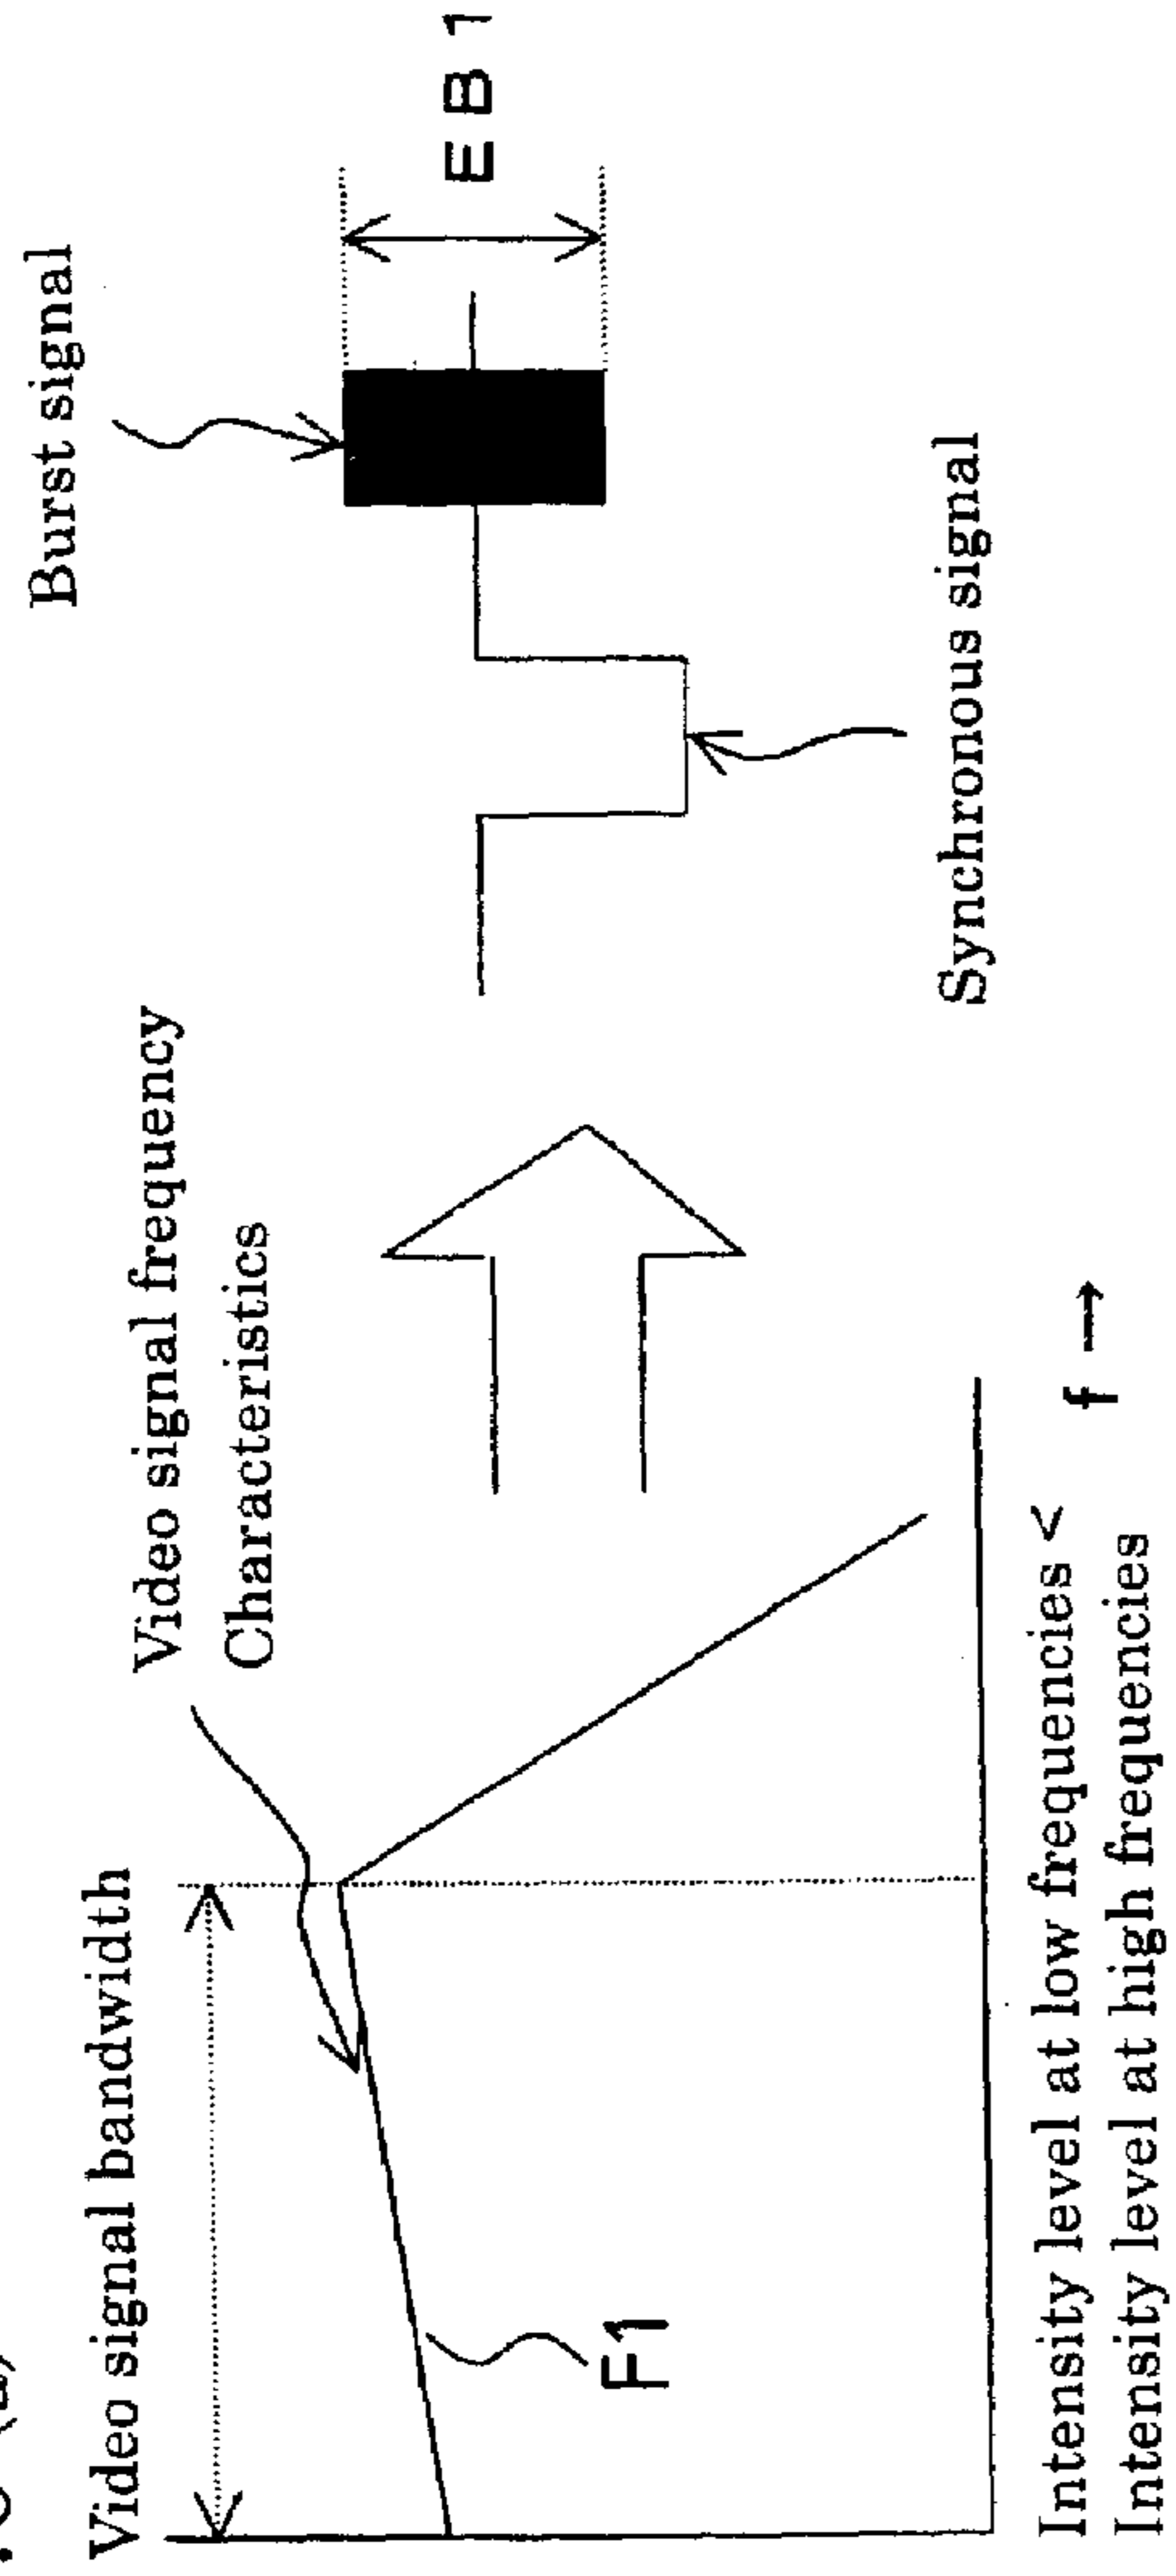 Video signal bandwidth
Video signal frequency
Characteristics
Burst signal
E B 1
F1
Synchronous signal
f →
Intensity level at low frequencies <
Intensity level at high frequencies